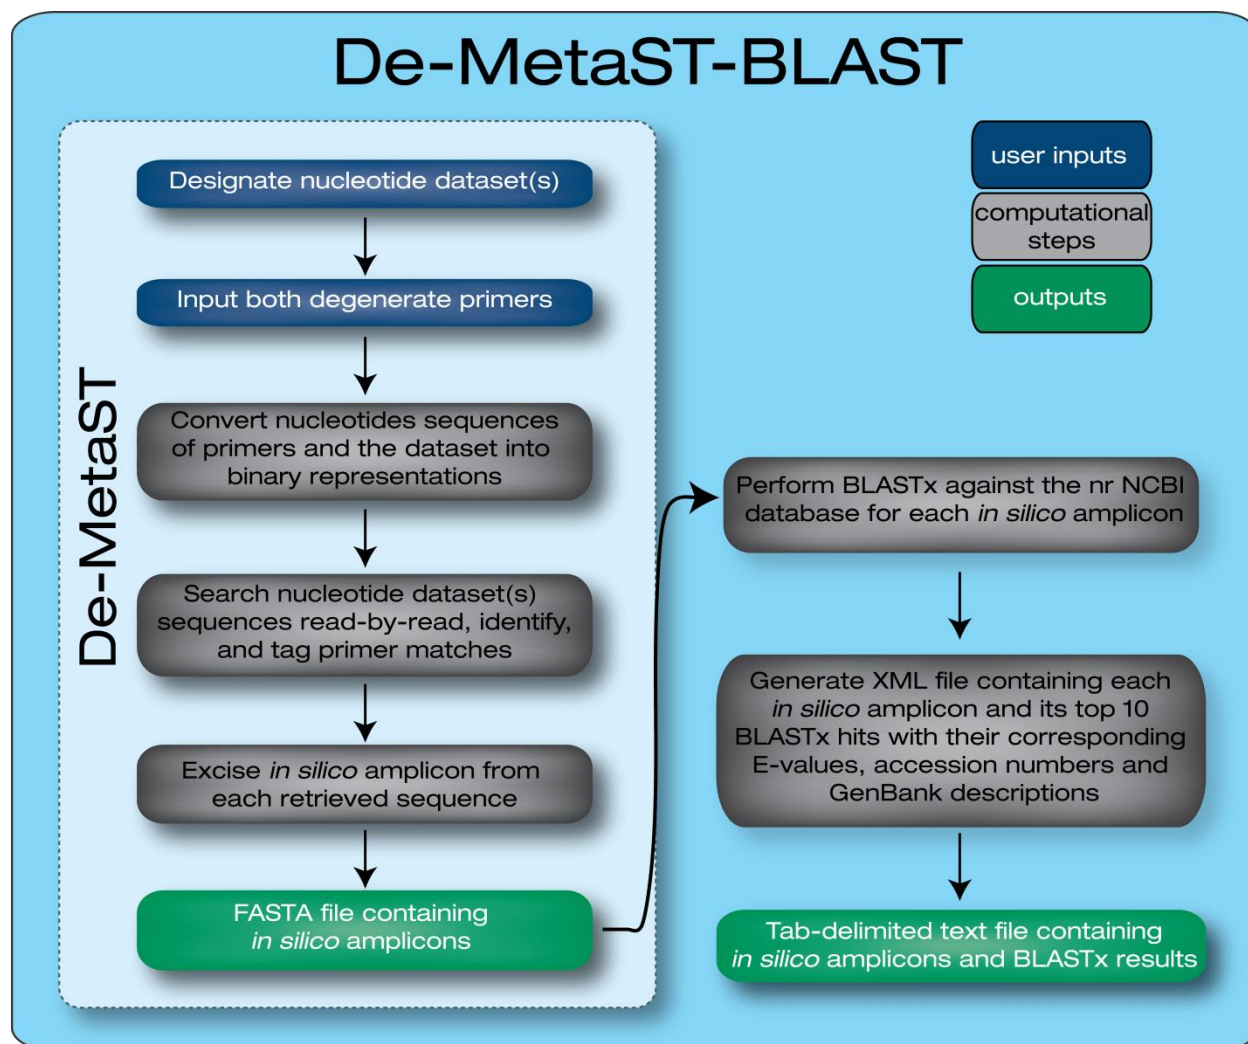 De-MetaST-BLAST
De-MetaST
Designate nucleotide dataset(s)
Input both degenerate primers
Convert nucleotides sequences
of primers and the dataset into
binary representations
Search nucleotide dataset(s)
sequences read-by-read, identify,
and tag primer matches
Excise in silico amplicon from
each retrieved sequence
FASTA file containing
in silico amplicons
user inputs
computational
steps
outputs
Perform BLASTx against the nr NCBI
database for each in silico amplicon
Generate XML file containing each
in silico amplicon and its top 10
BLASTx hits with their corresponding
E-values, accession numbers and
GenBank descriptions
Tab-delimited text file containing
in silico amplicons and BLASTx results